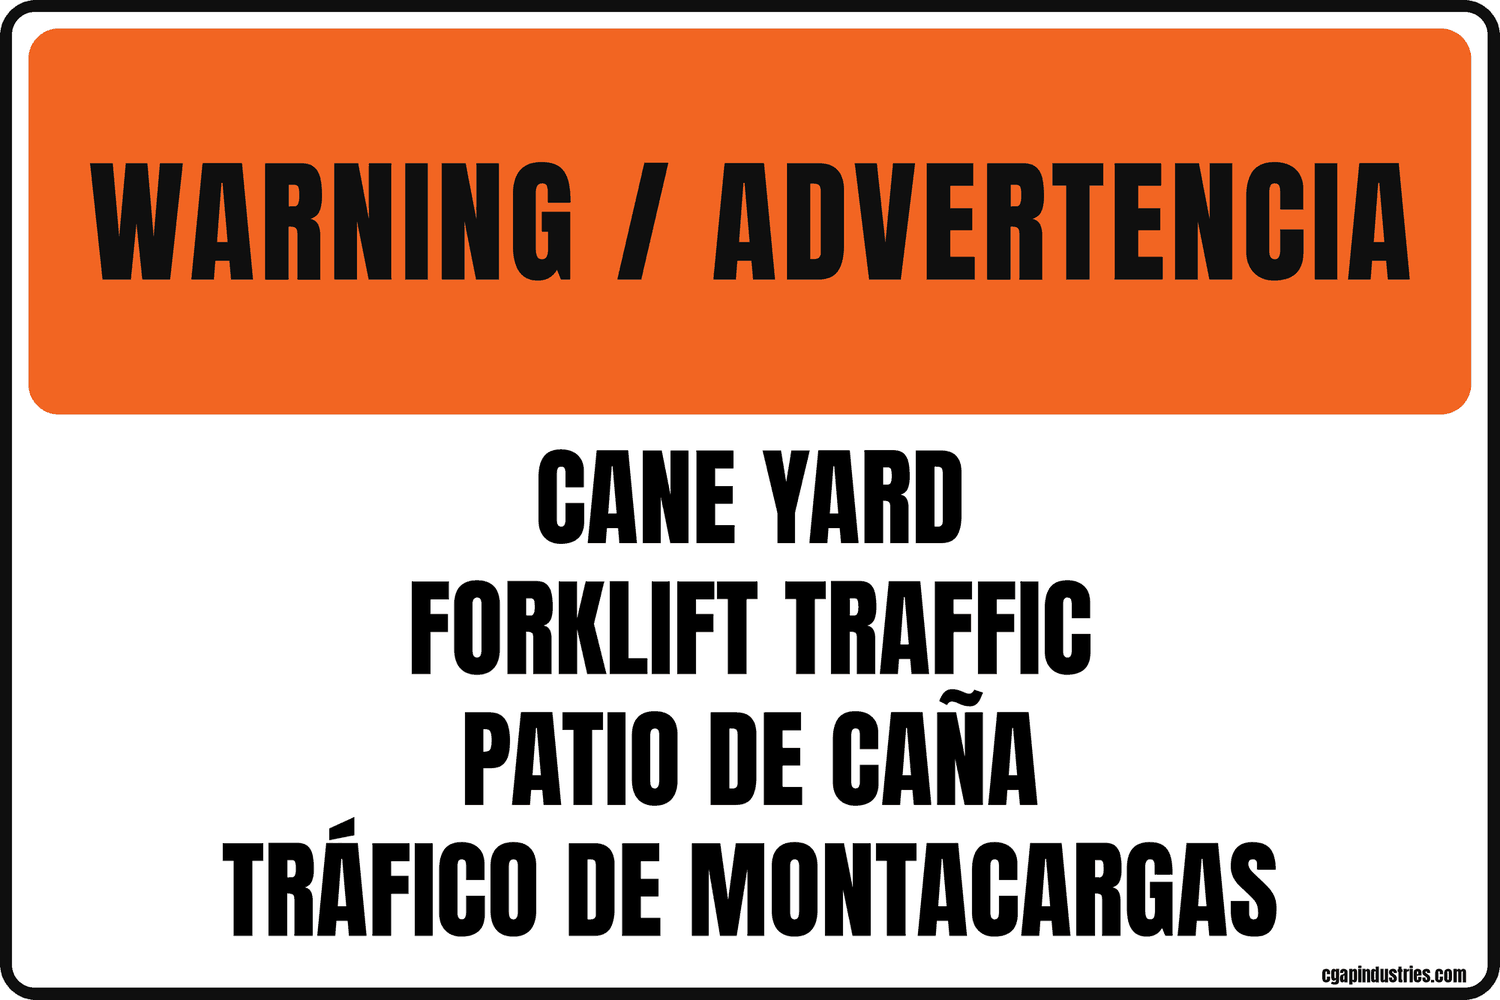 WARNING / ADVERTENCIA
CANE YARD
FORKLIFT TRAFFIC
PATIO DE CAÑA
TRÁFICO DE MONTACARGAS
cgapindustries.com